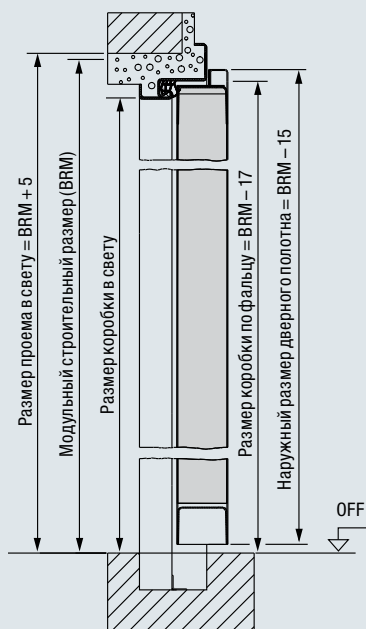 Размер проема в свету = BRM + 5
Модульный строительный размер (BRM)
Размер коробки в свету
Размер коробки по фальцу = BRM – 17
Наружный размер дверного полотна = BRM – 15
OFF